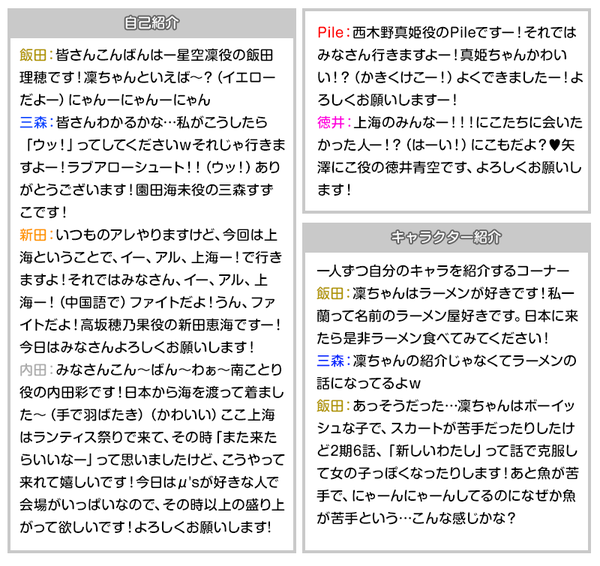 自己紹介
飯田：皆さんこんばんは一星空凛役の飯田
理穂です！凛ちゃんといえば～？（イエロー
だよー）にゃんーにゃんーにゃん
三森：皆さんわかるかな…私がこうしたら
「ウッ！」ってしてくださいｗそれじゃ行きま
すよー！ラブアローシュート！！（ウッ！）あり
がとうございます！園田海未役の三森すず
こです！
新田：いつものアレやりますけど、今回は上
海ということで、イー、アル、上海ー！で行き
ますよ！それではみなさん、イー、アル、上
海ー！（中国語で）ファイトだよ！うん、ファ
イトだよ！高坂穂乃果役の新田恵海ですー！
今日はみなさんよろしくお願いします！
内田：みなさんこん～ばん～わぁ～南ことり
役の内田彩です！日本から海を渡って着まし
た～（手で羽ばたき）（かわいい）ここ上海
はランティス祭りで来て、その時「また来た
らいいなー」って思いましたけど、こうやって
来れて嬉しいです！今日はμ'sが好きな人で
会場がいっぱいなので、その時以上の盛り上
がって欲しいです！よろしくお願いします!
Pile：西木野真姫役のPileですー！それでは
みなさん行きますよー！真姫ちゃんかわい
い！？（かきくけこー！）よくできましたー！よ
ろしくお願いしますー！
徳井：上海のみんなー！！！にこたちに会いた
かった人ー！？（はーい！）にこもだよ？♥矢
澤にこ役の徳井青空です、よろしくお願いし
ます！
キャラクター紹介
一人ずつ自分のキャラを紹介するコーナー
飯田：凛ちゃんはラーメンが好きです！私一
蘭って名前のラーメン屋好きです。日本に来
たら是非ラーメン食べてみてください！
三森：凛ちゃんの紹介じゃなくてラーメンの
話になってるよｗ
飯田：あっそうだった…凛ちゃんはボーイッ
シュな子で、スカートが苦手だったりしたけ
ど2期6話、「新しいわたし」って話で克服し
て女の子っぽくなったりします！あと魚が苦
手で、にゃーんにゃーんしてるのになぜか魚
が苦手という…こんな感じかな？